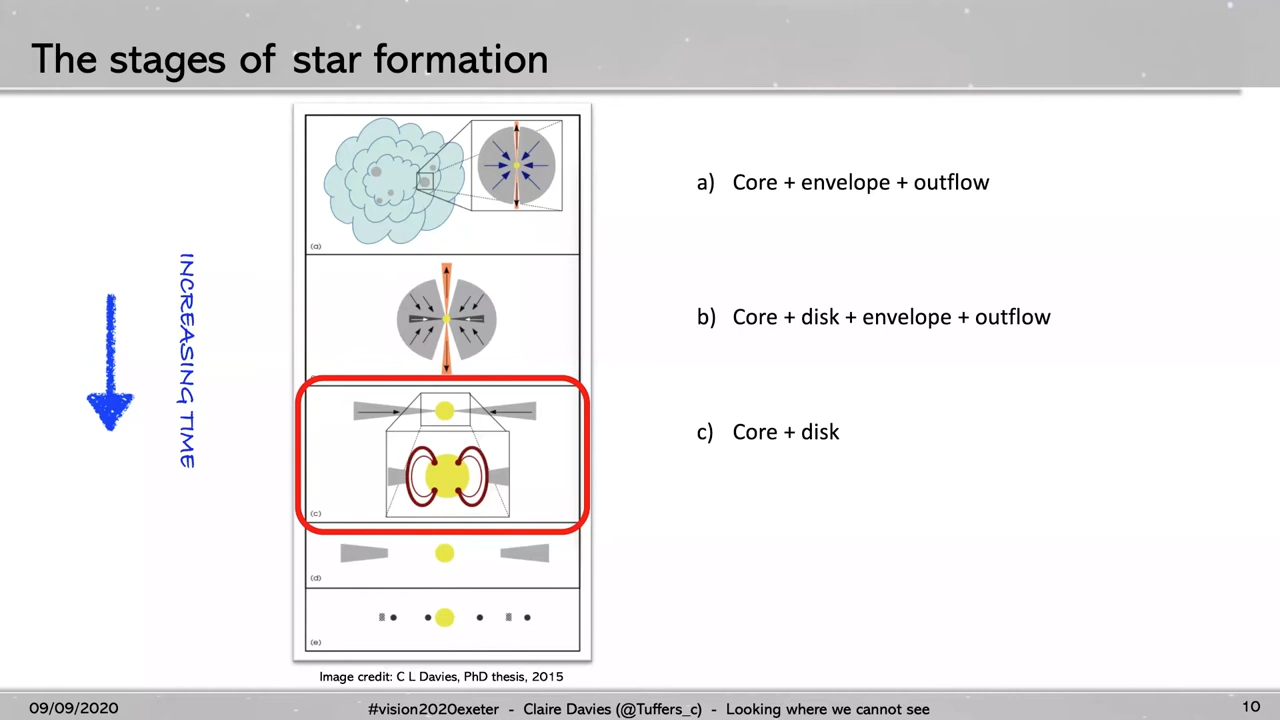 The stages of star formation
(a)
a) Core + envelope + outflow
INCREASING TIME
b) Core + disk + envelope + outflow
c) Core + disk
(c)
(d)
(e)
Image credit: C L Davies, PhD thesis, 2015
09/09/2020
#vision2020exeter - Claire Davies (@Tuffers_c) - Looking where we cannot see
10